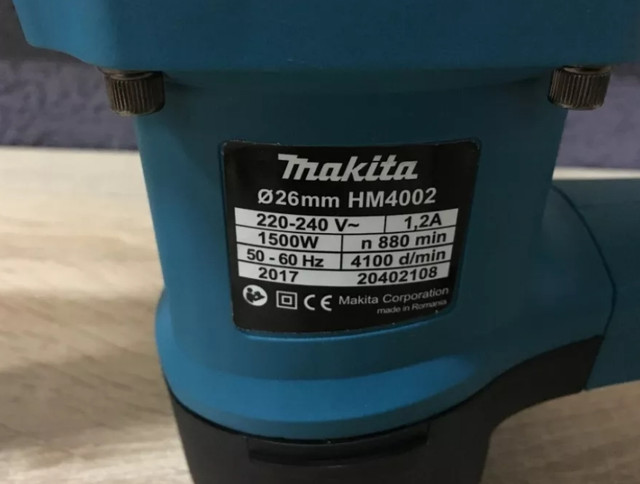 makita
Ø26mm HM4002
220-240 V~ 1,2A
1500W n 880 min
50 - 60 Hz 4100 d/min
2017 20402108
CE Makita Corporation
made in Romania